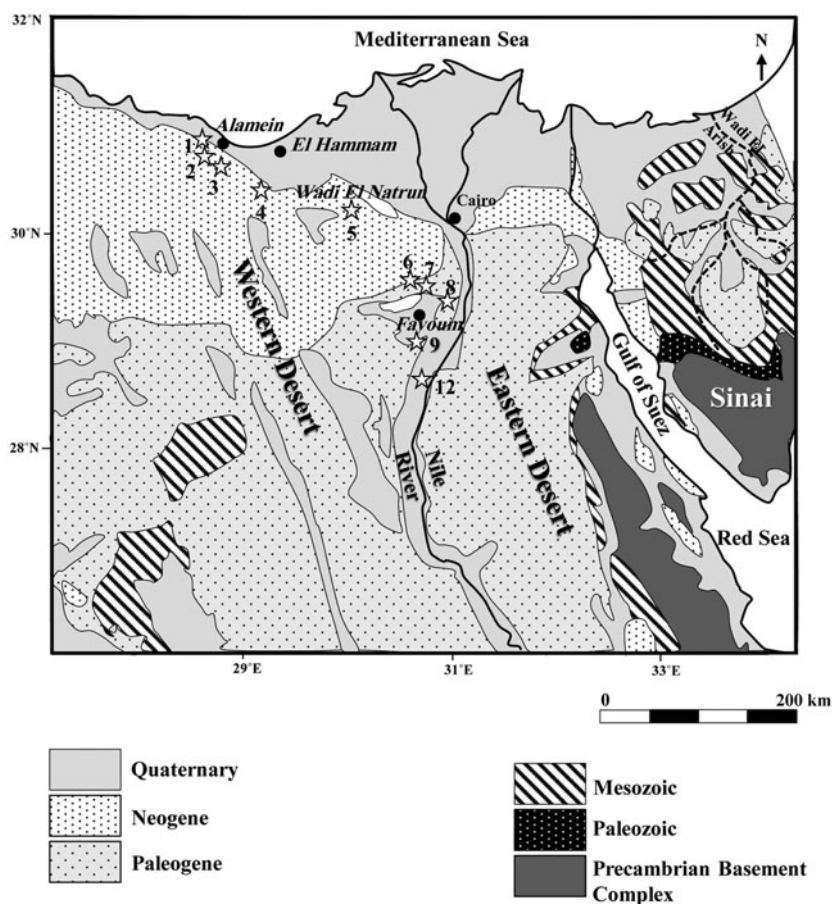 32°N
Mediterranean Sea
N
Alamein
El Hammam
Wadi El
Arish
1
2
3
4
Wadi El Natrun
5
Cairo
30°N
6
7
8
Fayoum
9
12
Western Desert
Eastern Desert
Gulf of Suez
Sinai
28°N
River
Nile
Red Sea
29°E
31°E
33°E
0
200 km
Quaternary
Neogene
Paleogene
Mesozoic
Paleozoic
Precambrian Basement
Complex